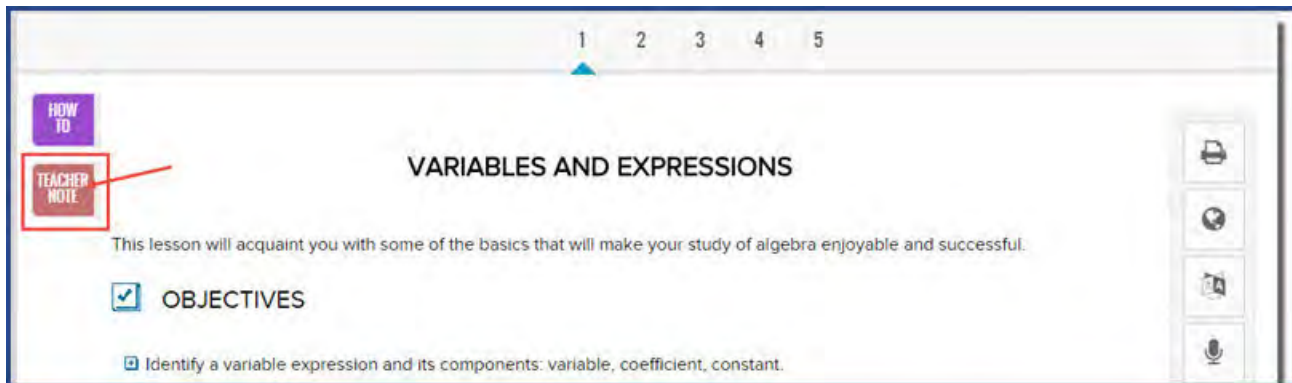 1 2 3 4 5
HOW
TO
VARIABLES AND EXPRESSIONS
TEACHER
NOTE
This lesson will acquaint you with some of the basics that will make your study of algebra enjoyable and successful.
OBJECTIVES
Identify a variable expression and its components: variable, coefficient, constant.